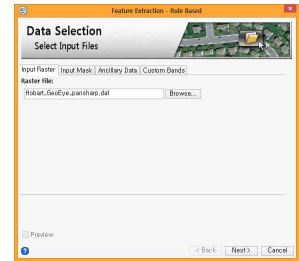 Feature Extraction - Rule Based
Data Selection
Select Input Files
Input Raster Input Mask Ancillary Data Custom Bands
Raster File:
Hobart_GeoEye_pansharp.dat Browse...
Preview
< Back Next > Cancel